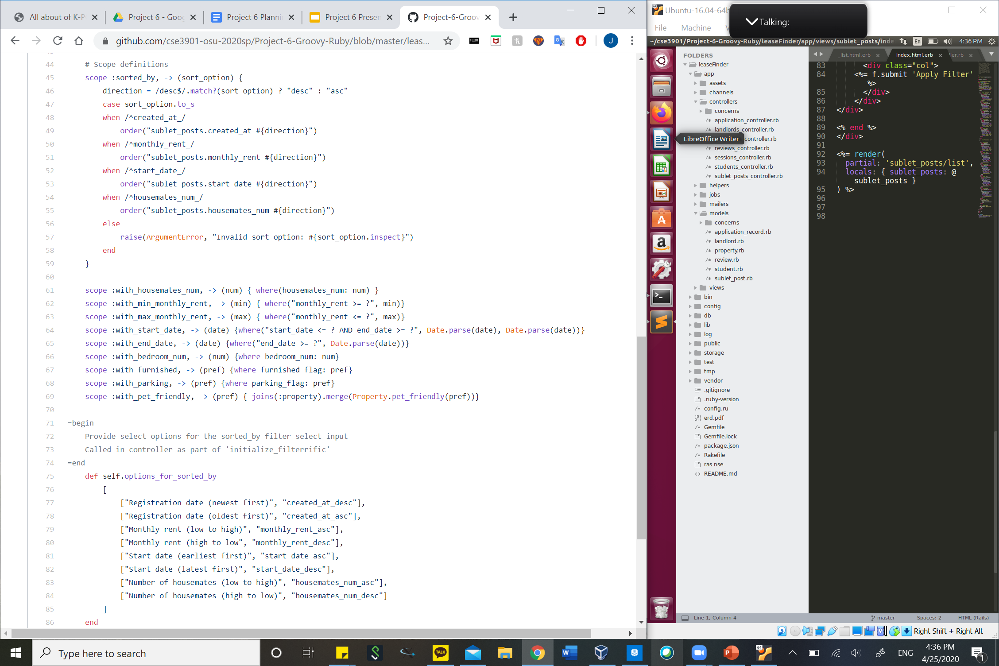 All about of K-P
Project 6 - Goo
Project 6 Planni
Project 6 Presen
Project-6-Groov
github.com/cse3901-osu-2020sp/Project-6-Groovy-Ruby/blob/master/leas...
J
44 # Scope definitions
45 scope :sorted_by, -> (sort_option) {
46 direction = /desc$/.match?(sort_option) ? "desc" : "asc"
47 case sort_option.to_s
48 when /^created_at_/
49 order("sublet_posts.created_at #{direction}")
50 when /^monthly_rent_/
51 order("sublet_posts.monthly_rent #{direction}")
52 when /^start_date_/
53 order("sublet_posts.start_date #{direction}")
54 when /^housemates_num_/
55 order("sublet_posts.housemates_num #{direction}")
56 else
57 raise(ArgumentError, "Invalid sort option: #{sort_option.inspect}")
58 end
59 }
60
61 scope :with_housemates_num, -> (num) { where(housemates_num: num) }
62 scope :with_min_monthly_rent, -> (min) { where("monthly_rent >= ?", min)}
63 scope :with_max_monthly_rent, -> (max) { where("monthly_rent <= ?", max)}
64 scope :with_start_date, -> (date) {where("start_date <= ? AND end_date >= ?", Date.parse(date), Date.parse(date))}
65 scope :with_end_date, -> (date) {where("end_date >= ?", Date.parse(date))}
66 scope :with_bedroom_num, -> (num) {where bedroom_num: num}
67 scope :with_furnished, -> (pref) {where furnished_flag: pref}
68 scope :with_parking, -> (pref) {where parking_flag: pref}
69 scope :with_pet_friendly, -> (pref) { joins(:property).merge(Property.pet_friendly(pref))}
70
71 =begin
72 Provide select options for the sorted_by filter select input
73 Called in controller as part of 'initialize_filterrific'
74 =end
75 def self.options_for_sorted_by
76 [
77 ["Registration date (newest first)", "created_at_desc"],
78 ["Registration date (oldest first)", "created_at_asc"],
79 ["Monthly rent (low to high)", "monthly_rent_asc"],
80 ["Monthly rent (high to low", "monthly_rent_desc"],
81 ["Start date (earliest first)", "start_date_asc"],
82 ["Start date (latest first)", "start_date_desc"],
83 ["Number of housemates (low to high)", "housemates_num_asc"],
84 ["Number of housemates (high to low)", "housemates_num_desc"]
85 ]
86 end
Ubuntu-16.04-64b
Talking:
File Machine V
~/cse3901/Project-6-Groovy-Ruby/leaseFinder/app/views/sublet_posts/inde En 4:36 PM
LibreOffice Writer
FOLDERS
leaseFinder
app
assets
channels
controllers
concerns
application_controller.rb
landlords_controller.rb
controller.rb
reviews_controller.rb
sessions_controller.rb
students_controller.rb
sublet_posts_controller.rb
helpers
jobs
mailers
models
concerns
application_record.rb
landlord.rb
property.rb
review.rb
student.rb
sublet_post.rb
views
bin
config
db
lib
log
public
storage
test
tmp
vendor
.gitignore
.ruby-version
config.ru
erd.pdf
Gemfile
Gemfile.lock
package.json
Rakefile
ras nse
README.md
_list.html.erb index.html.erb ller.rb
83 <div class="col">
84 <%= f.submit 'Apply Filter'
%>
85 </div>
86 </div>
87 </div>
88
89 <% end %>
90 </div>
91
92 <%= render(
93 partial: 'sublet_posts/list',
94 locals: { sublet_posts: @
sublet_posts }
95 ) %>
96
97
98
Line 1, Column 4 master Spaces: 2 HTML (Rails)
Right Shift + Right Alt
Type here to search
TALK
64
ENG
4:36 PM
4/25/2020
1